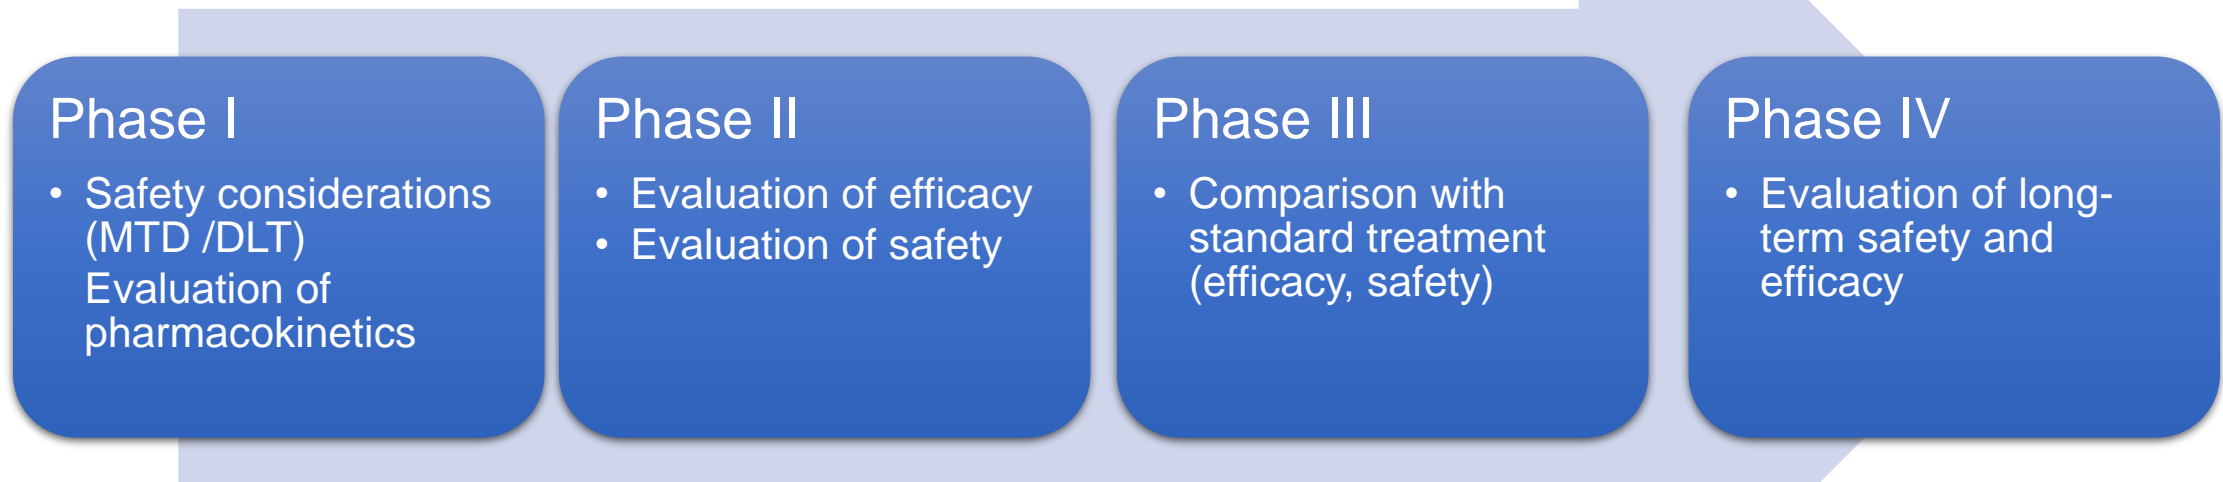 Phase I
• Safety considerations
(MTD /DLT)
Evaluation of
pharmacokinetics
Phase II
• Evaluation of efficacy
• Evaluation of safety
Phase III
• Comparison with
standard treatment
(efficacy, safety)
Phase IV
• Evaluation of long-
term safety and
efficacy